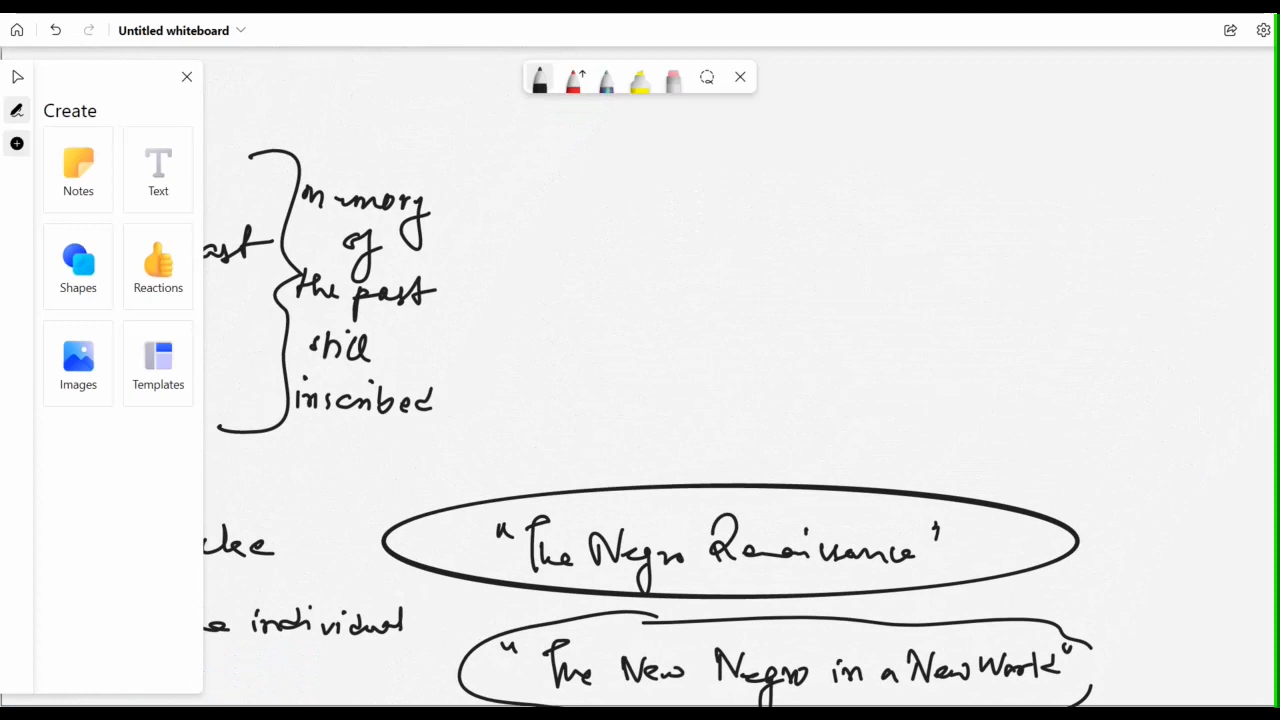 Untitled whiteboard
Create
Notes
Text
Shapes
Reactions
Images
Templates
memory
of
the past
still
inscribed
ast
"The Negro Renaissance"
individual
"The New Negro in a New World"